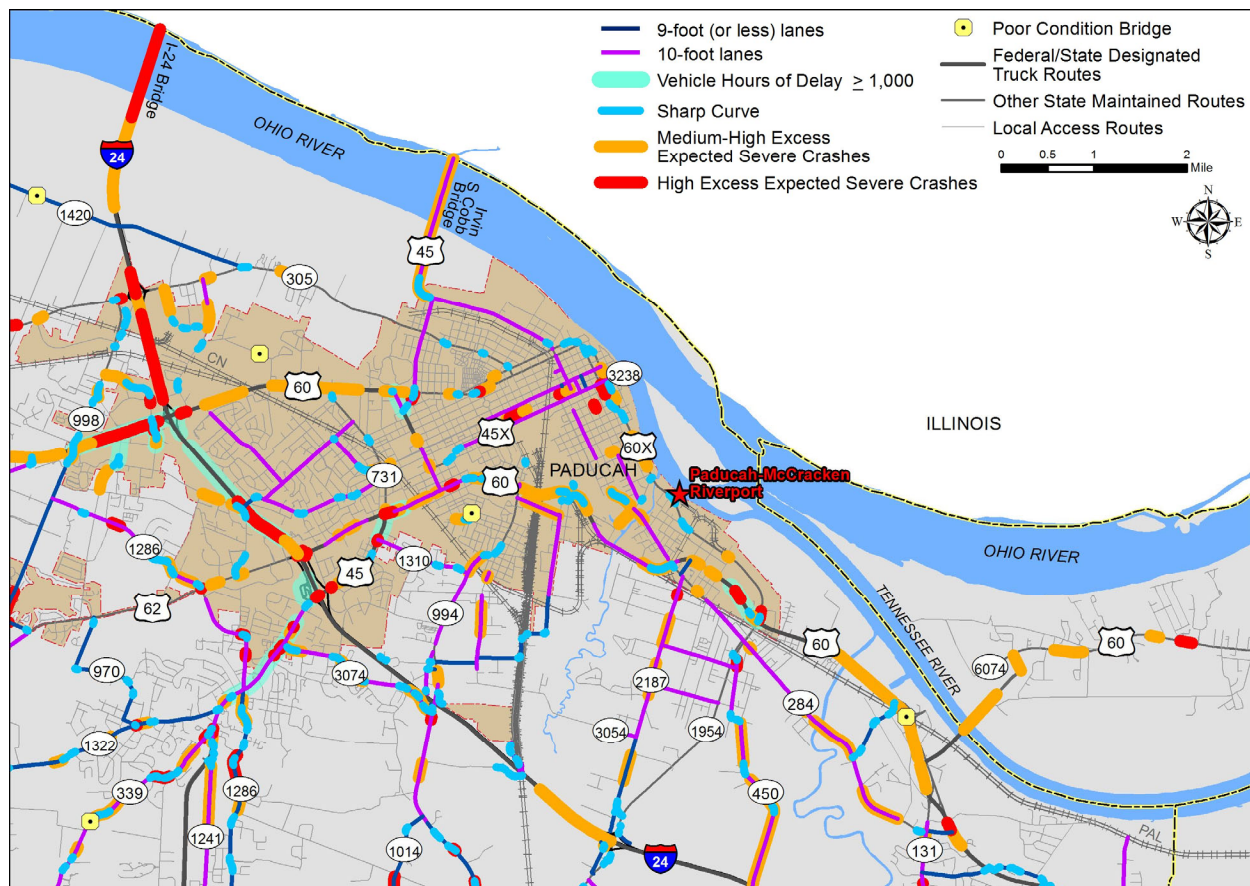 9-foot (or less) lanes
10-foot lanes
Vehicle Hours of Delay ≥ 1,000
Sharp Curve
Medium-High Excess
Expected Severe Crashes
High Excess Expected Severe Crashes
Poor Condition Bridge
Federal/State Designated
Truck Routes
Other State Maintained Routes
Local Access Routes
0 0.5 1 2
Mile
N
W E
S
I-24 Bridge
24
OHIO RIVER
Irvin
S Cobb
Bridge
45
1420
305
CN
60
3238
998
45X
60X
ILLINOIS
PADUCAH
60
731
Paducah-McCracken
Riverport
1286
1310
45
OHIO RIVER
62
994
TENNESSEE RIVER
970
3074
2187
60
6074
60
284
1322
3054
1954
339
1286
450
1241
1014
24
131
PAL